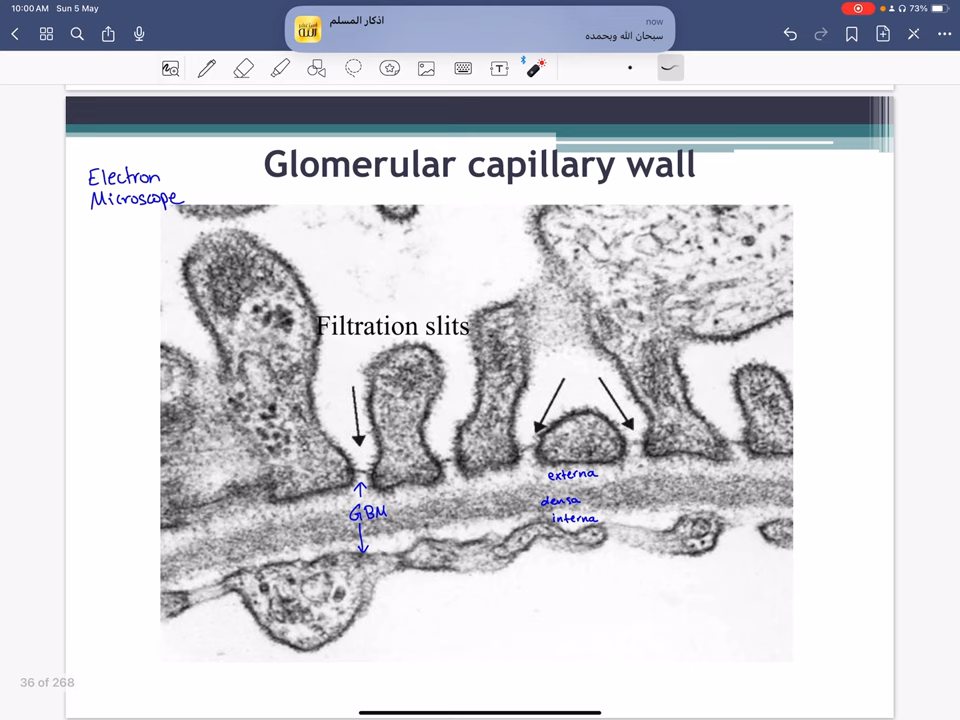 10:00 AM Sun 5 May
73%
اذكار المسلم
now
سبحان الله وبحمده
T
Glomerular capillary wall
Electron
Microscope
Filtration slits
externa
densa
GBM
interna
36 of 268